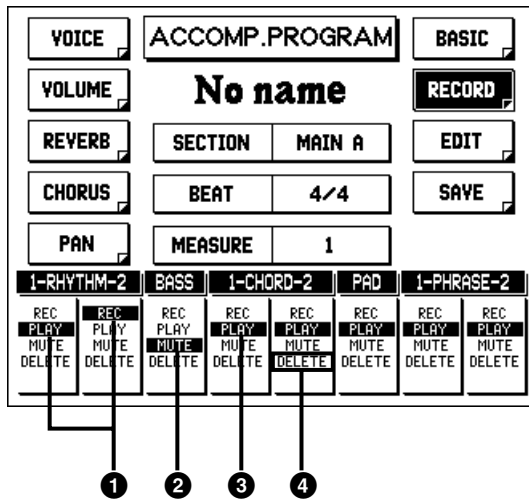 VOICE ACCOMP.PROGRAM BASIC
VOLUME No name RECORD
REVERB SECTION MAIN A EDIT
CHORUS BEAT 4/4 SAVE
PAN MEASURE 1
1-RHYTHM-2 BASS 1-CHORD-2 PAD 1-PHRASE-2
REC REC REC REC REC REC REC REC
PLAY PLAY PLAY PLAY PLAY PLAY PLAY PLAY
MUTE MUTE MUTE MUTE MUTE MUTE MUTE MUTE
DELETE DELETE DELETE DELETE DELETE DELETE DELETE DELETE
1 2 3 4